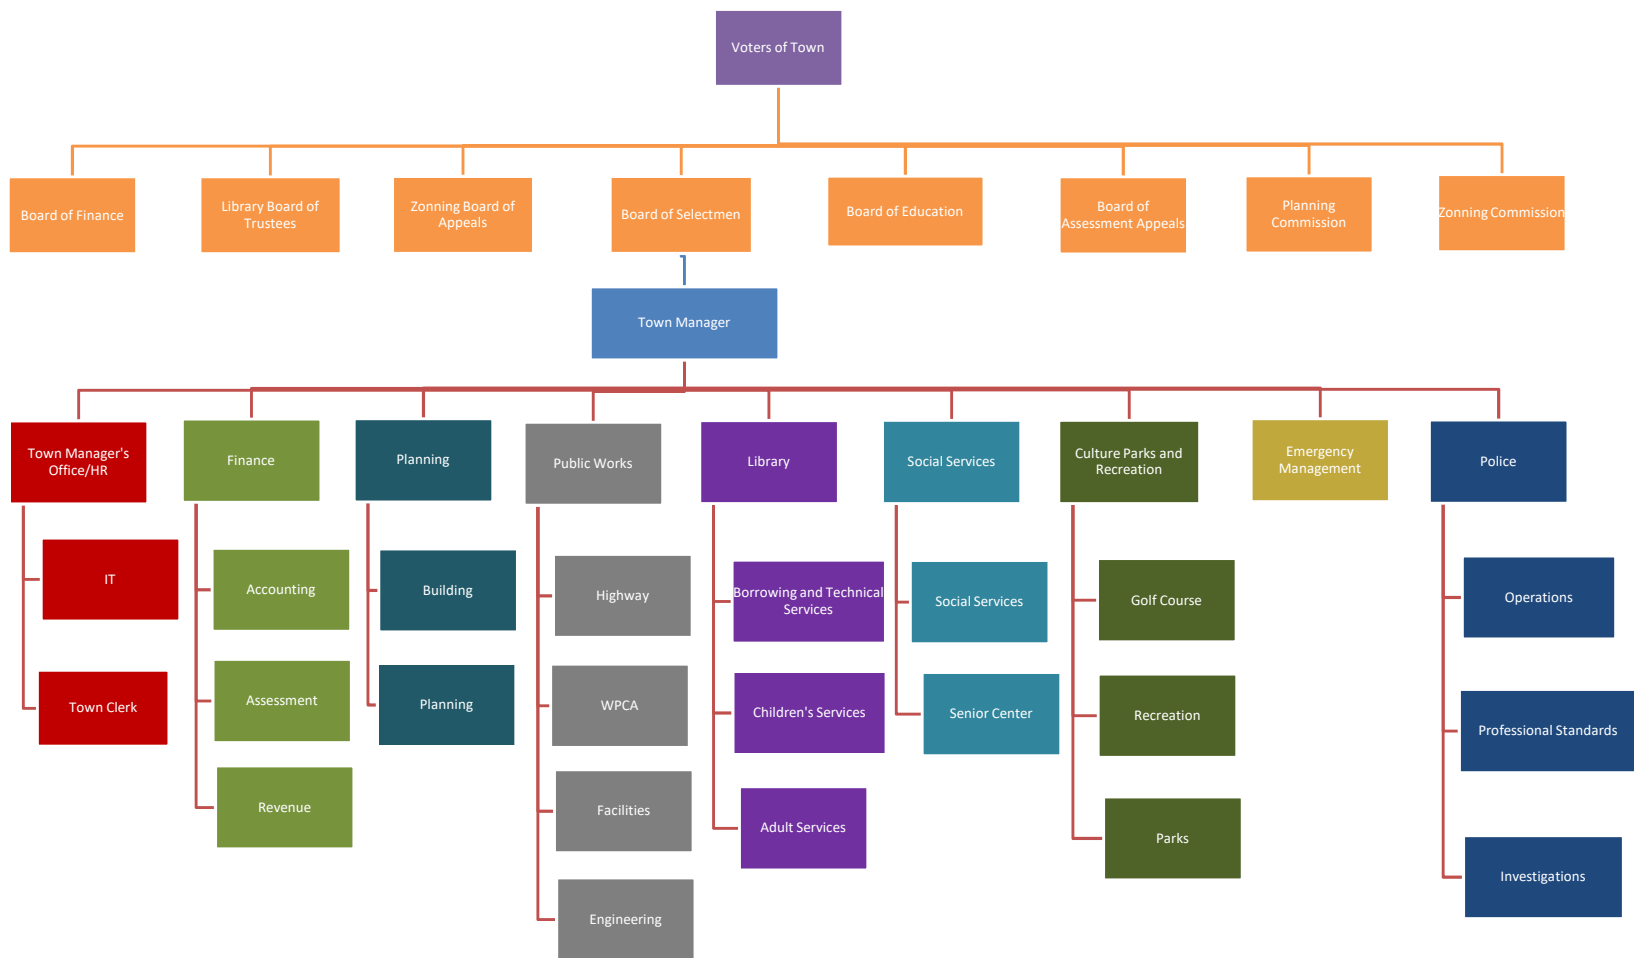 Voters of Town
Board of Finance
Library Board of
Trustees
Zonning Board of
Appeals
Board of Selectmen
Board of Education
Board of
Assessment Appeals
Planning
Commission
Zonning Commission
Town Manager
Town Manager's
Office/HR
Finance
Planning
Public Works
Library
Social Services
Culture Parks and
Recreation
Emergency
Management
Police
IT
Town Clerk
Accounting
Assessment
Revenue
Building
Planning
Highway
WPCA
Facilities
Engineering
Borrowing and Technical
Services
Children's Services
Adult Services
Social Services
Senior Center
Golf Course
Recreation
Parks
Operations
Professional Standards
Investigations